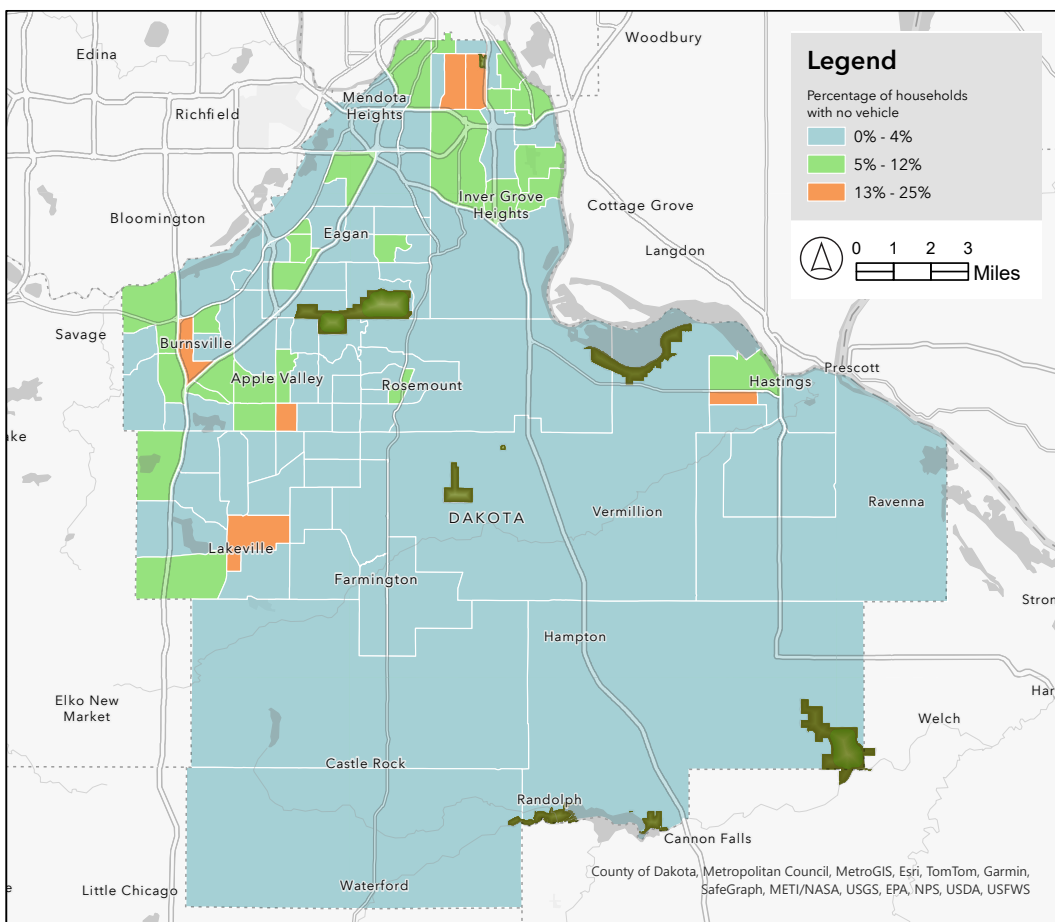 Woodbury
Edina
Mendota
Heights
Richfield
Bloomington
Inver Grove
Heights
Cottage Grove
Eagan
Langdon
Savage
Burnsville
Apple Valley
Rosemount
Hastings
Prescott
ake
DAKOTA
Vermillion
Ravenna
Lakeville
Farmington
Stron
Hampton
Elko New
Market
Har
Welch
Castle Rock
Randolph
Cannon Falls
Little Chicago
Waterford
Legend
Percentage of households
with no vehicle
0% - 4%
5% - 12%
13% - 25%
0 1 2 3
Miles
County of Dakota, Metropolitan Council, MetroGIS, Esri, TomTom, Garmin,
SafeGraph, METI/NASA, USGS, EPA, NPS, USDA, USFWS